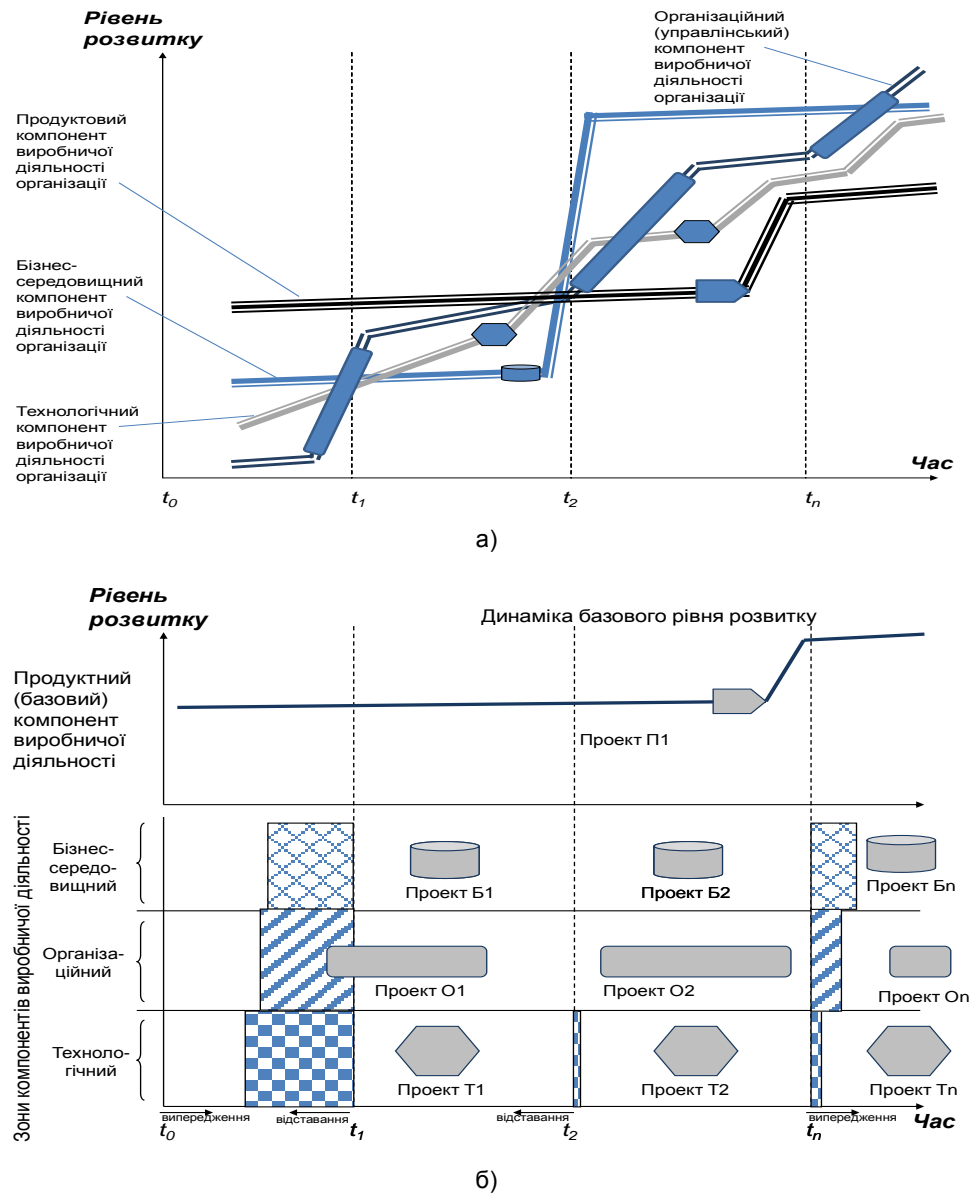 Рівень
розвитку
Організаційний
(управлінський)
компонент
виробничої
діяльності
організації
Продуктовий
компонент
виробничої
діяльності
організації
Бізнес-
середовищний
компонент
виробничої
діяльності
організації
Технологічний
компонент
виробничої
діяльності
організації
Час
t0
t1
t2
tn
а)
Рівень
розвитку
Динаміка базового рівня розвитку
Продуктний
(базовий)
компонент
виробничої
діяльності
Проект П1
Зони компонентів виробничої діяльності
Бізнес-
середо-
вищний
Проект Б1
Проект Б2
Проект Бn
Організа-
ційний
Проект О1
Проект О2
Проект Оn
Техноло-
гічний
Проект Т1
Проект Т2
Проект Тn
випередження
відставання
відставання
випередження
t0
t1
t2
tn
Час
б)